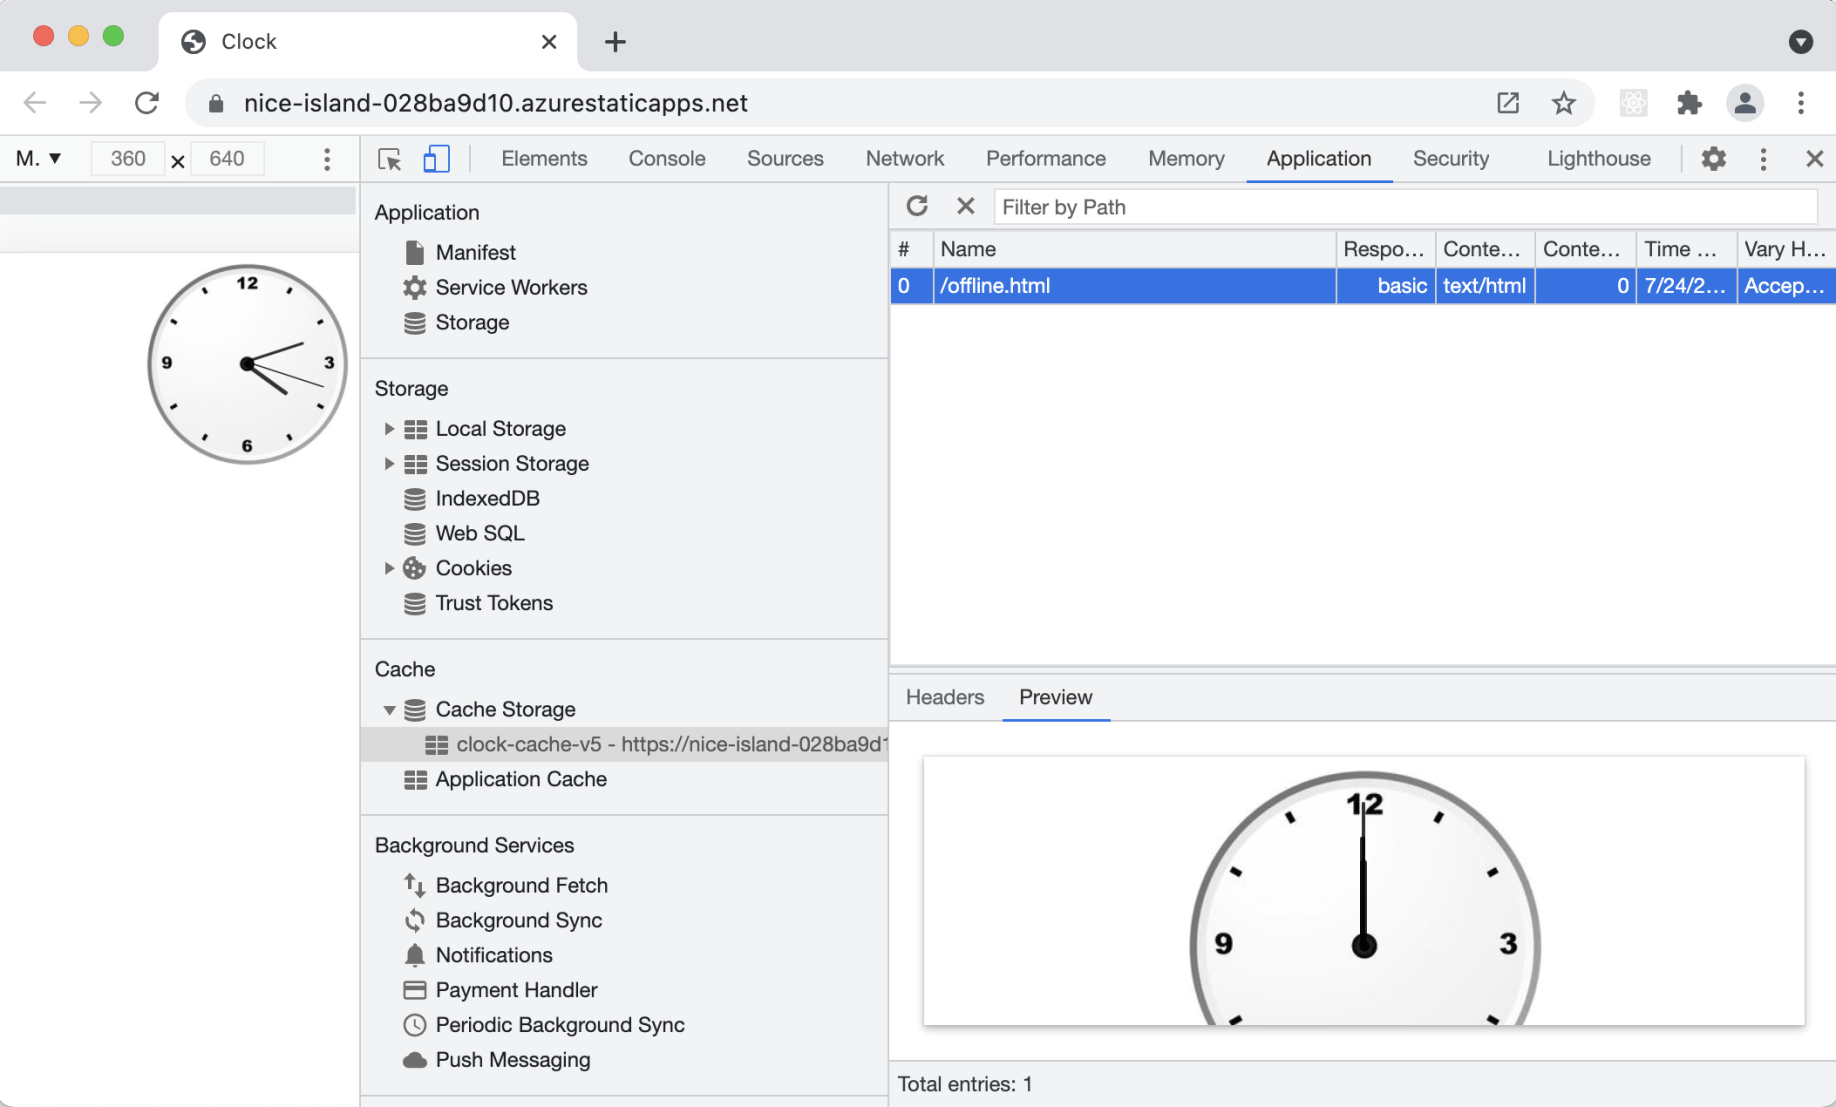 Clock
nice-island-028ba9d10.azurestaticapps.net
M. ▼ 360 × 640
Elements Console Sources Network Performance Memory Application Security Lighthouse
12
3
6
9
Application
Manifest
Service Workers
Storage
Storage
Local Storage
Session Storage
IndexedDB
Web SQL
Cookies
Trust Tokens
Cache
Cache Storage
clock-cache-v5 - https://nice-island-028ba9d1
Application Cache
Background Services
Background Fetch
Background Sync
Notifications
Payment Handler
Periodic Background Sync
Push Messaging
Filter by Path
# Name Respo... Conte... Conte... Time ... Vary H...
0 /offline.html basic text/html 0 7/24/2... Accep...
Headers Preview
12
9 3
Total entries: 1